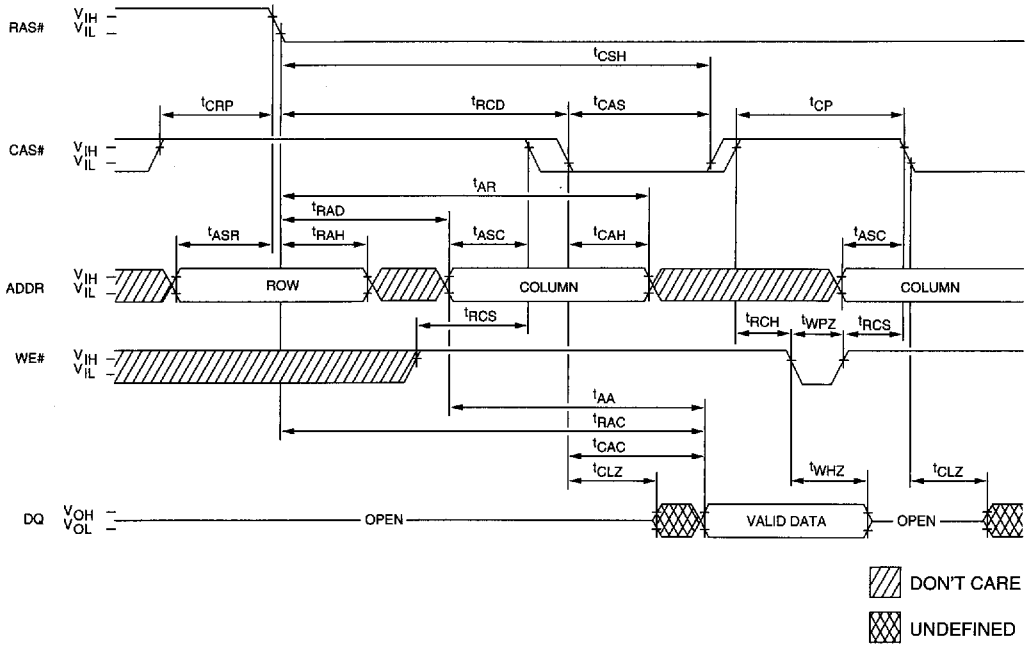 RAS#
VIH
VIL
tCSH
tCRP
tRCD
tCAS
tCP
CAS#
VIH
VIL
tAR
tRAD
tASR
tRAH
tASC
tCAH
tASC
ADDR
VIH
VIL
ROW
COLUMN
COLUMN
tRCS
tRCH
tWPZ
tRCS
WE#
VIH
VIL
tAA
tRAC
tCAC
tCLZ
tWHZ
tCLZ
DQ
VOH
VOL
OPEN
VALID DATA
OPEN
DON'T CARE
UNDEFINED